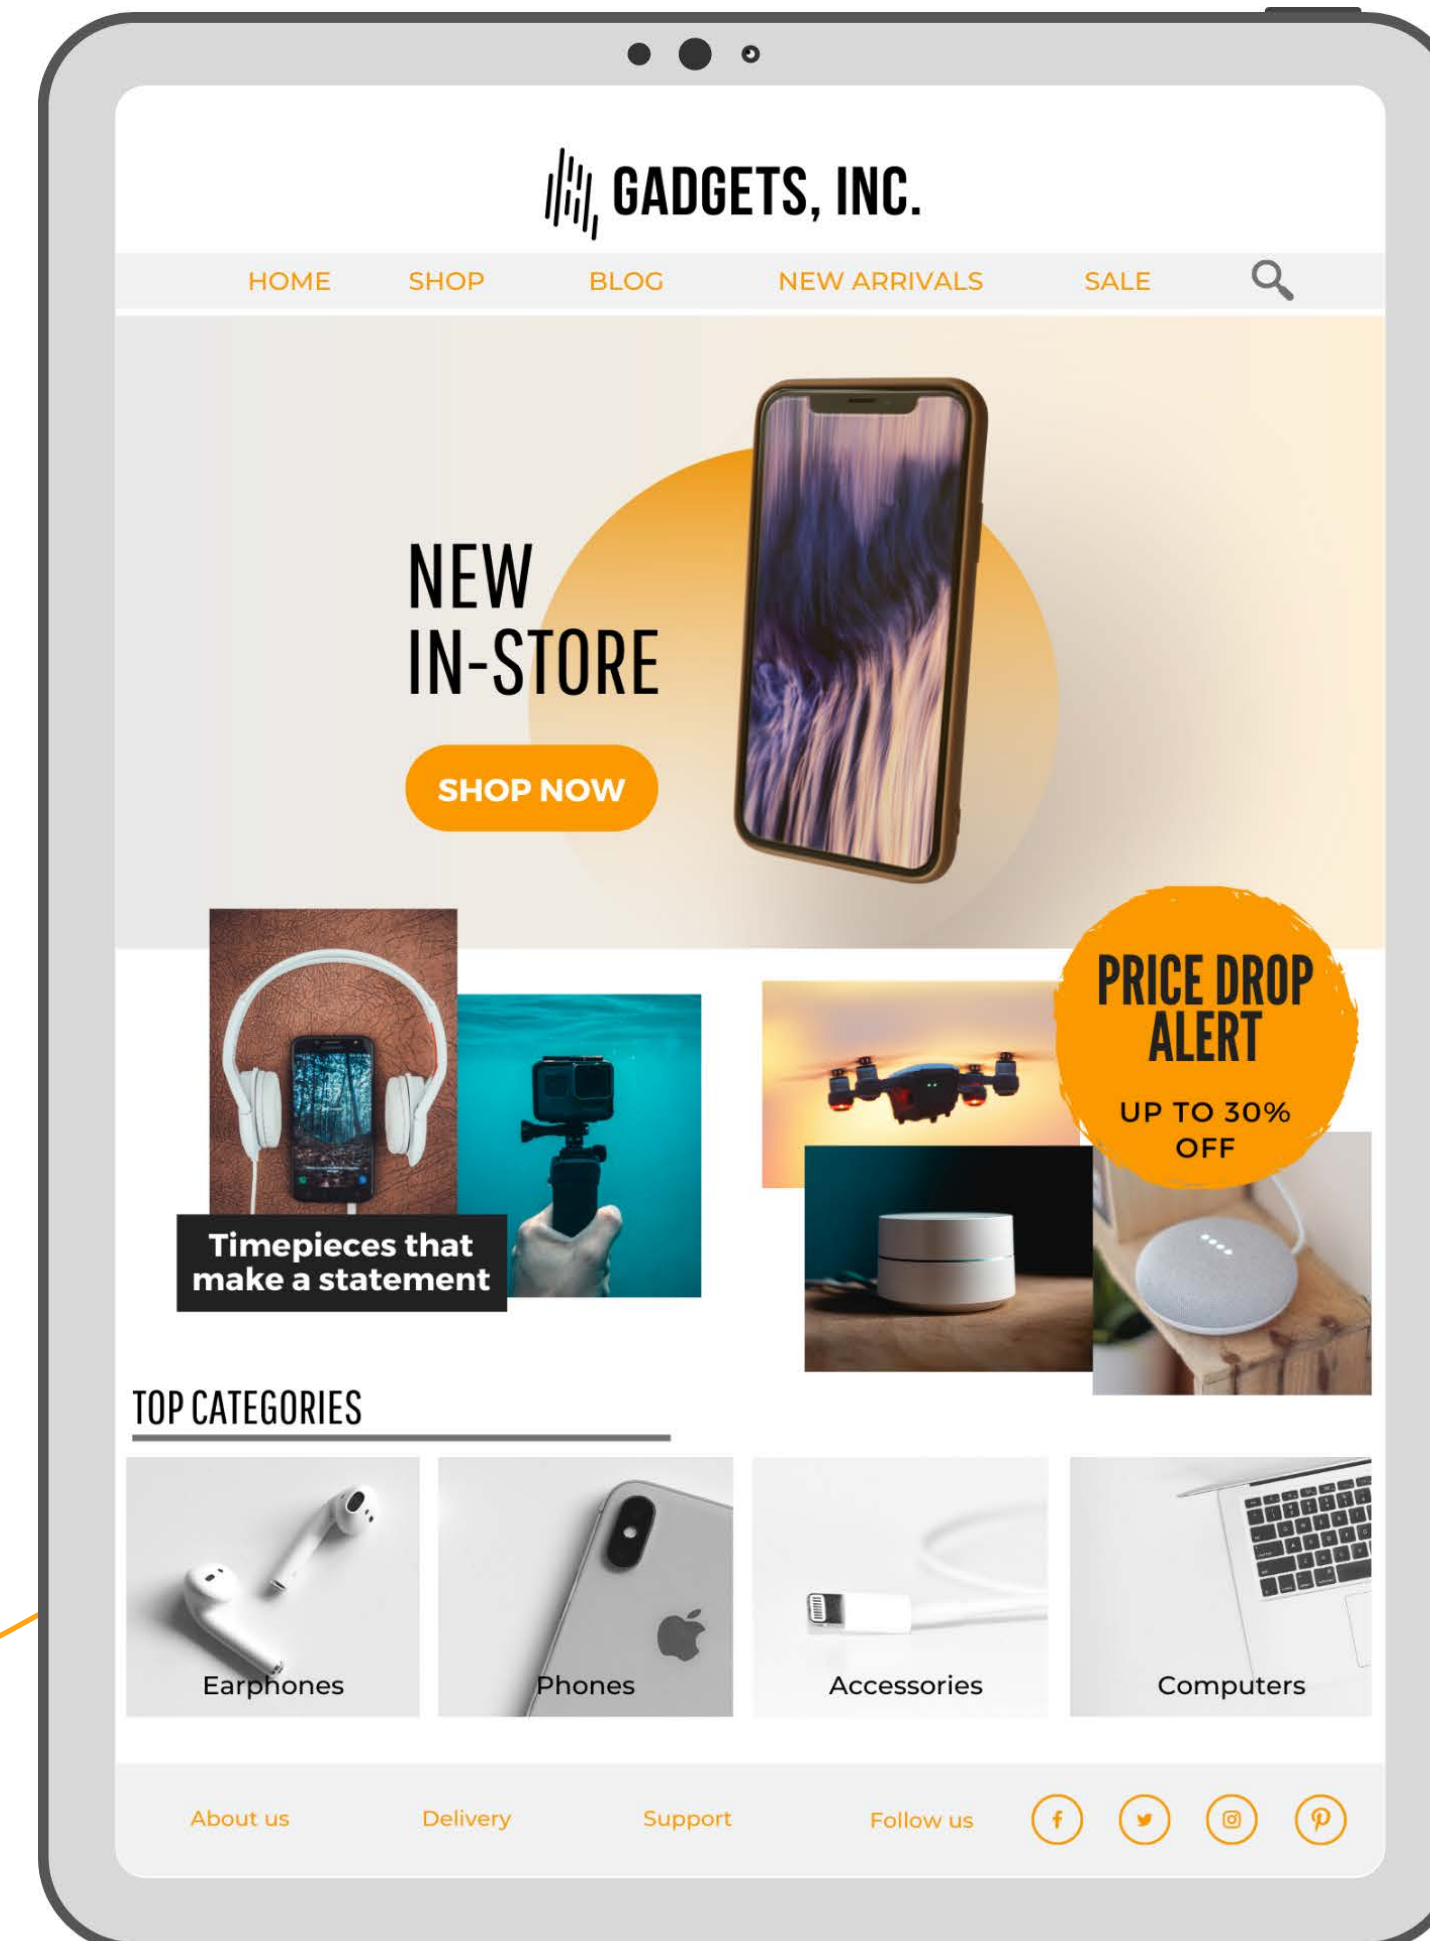 GADGETS, INC.
HOME SHOP BLOG NEW ARRIVALS SALE
NEW
IN-STORE
SHOP NOW
PRICE DROP
ALERT
UP TO 30%
OFF
Timepieces that
make a statement
TOP CATEGORIES
Earphones Phones Accessories Computers
About us Delivery Support Follow us